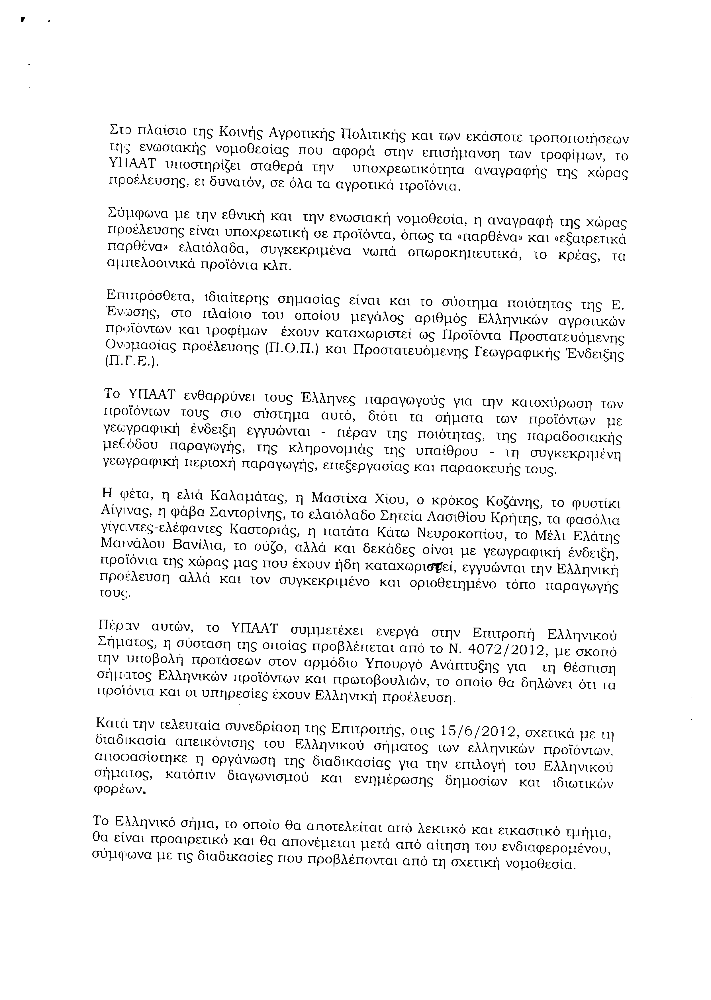 Στο πλαίσιο της Κοινής Αγροτικής Πολιτικής και των εκάστοτε τροποποιήσεων
της ενωσιακής νομοθεσίας που αφορά στην επισήμανση των τροφίμων, το
ΥΠΑΑΤ υποστηρίζει σταθερά την υποχρεωτικότητα αναγραφής της χώρας
προέλευσης, ει δυνατόν, σε όλα τα αγροτικά προϊόντα.
Σύμφωνα με την εθνική και την ενωσιακή νομοθεσία, η αναγραφή της χώρας
προέλευσης είναι υποχρεωτική σε προϊόντα, όπως τα «παρθένα» και «εξαιρετικά
παρθένα» ελαιόλαδα, συγκεκριμένα νωπά οπωροκηπευτικά, το κρέας, τα
αμπελοοινικά προϊόντα κλπ.
Επιπρόσθετα, ιδιαίτερης σημασίας είναι και το σύστημα ποιότητας της Ε.
Ένωσης, στο πλαίσιο του οποίου μεγάλος αριθμός Ελληνικών αγροτικών
προϊόντων και τροφίμων έχουν καταχωριστεί ως Προϊόντα Προστατευόμενης
Ονομασίας προέλευσης (Π.Ο.Π.) και Προστατευόμενης Γεωγραφικής Ένδειξης
(Π.Γ.Ε.).
Το ΥΠΑΑΤ ενθαρρύνει τους Έλληνες παραγωγούς για την κατοχύρωση των
προϊόντων τους στο σύστημα αυτό, διότι τα σήματα των προϊόντων με
γεωγραφική ένδειξη εγγυώνται - πέραν της ποιότητας, της παραδοσιακής
μεθόδου παραγωγής, της κληρονομιάς της υπαίθρου - τη συγκεκριμένη
γεωγραφική περιοχή παραγωγής, επεξεργασίας και παρασκευής τους.
Η φέτα, η ελιά Καλαμάτας, η Μαστίχα Χίου, ο κρόκος Κοζάνης, το φυστίκι
Αίγινας, η φάβα Σαντορίνης, το ελαιόλαδο Σητεία Λασιθίου Κρήτης, τα φασόλια
γίγαντες-ελέφαντες Καστοριάς, η πατάτα Κάτω Νευροκοπίου, το Μέλι Ελάτης
Μαινάλου Βανίλια, το ούζο, αλλά και δεκάδες οίνοι με γεωγραφική ένδειξη,
προϊόντα της χώρας μας που έχουν ήδη καταχωριστεί, εγγυώνται την Ελληνική
προέλευση αλλά και τον συγκεκριμένο και οριοθετημένο τόπο παραγωγής
τους.
Πέραν αυτών, το ΥΠΑΑΤ συμμετέχει ενεργά στην Επιτροπή Ελληνικού
Σήματος, η σύσταση της οποίας προβλέπεται από το Ν. 4072/2012, με σκοπό
την υποβολή προτάσεων στον αρμόδιο Υπουργό Ανάπτυξης για τη θέσπιση
σήματος Ελληνικών προϊόντων και πρωτοβουλιών, το οποίο θα δηλώνει ότι τα
προϊόντα και οι υπηρεσίες έχουν Ελληνική προέλευση.
Κατά την τελευταία συνεδρίαση της Επιτροπής, στις 15/6/2012, σχετικά με τη
διαδικασία απεικόνισης του Ελληνικού σήματος των ελληνικών προϊόντων,
αποφασίστηκε η οργάνωση της διαδικασίας για την επιλογή του Ελληνικού
σήματος, κατόπιν διαγωνισμού και ενημέρωσης δημοσίων και ιδιωτικών
φορέων.
Το Ελληνικό σήμα, το οποίο θα αποτελείται από λεκτικό και εικαστικό τμήμα,
θα είναι προαιρετικό και θα απονέμεται μετά από αίτηση του ενδιαφερομένου,
σύμφωνα με τις διαδικασίες που προβλέπονται από τη σχετική νομοθεσία.